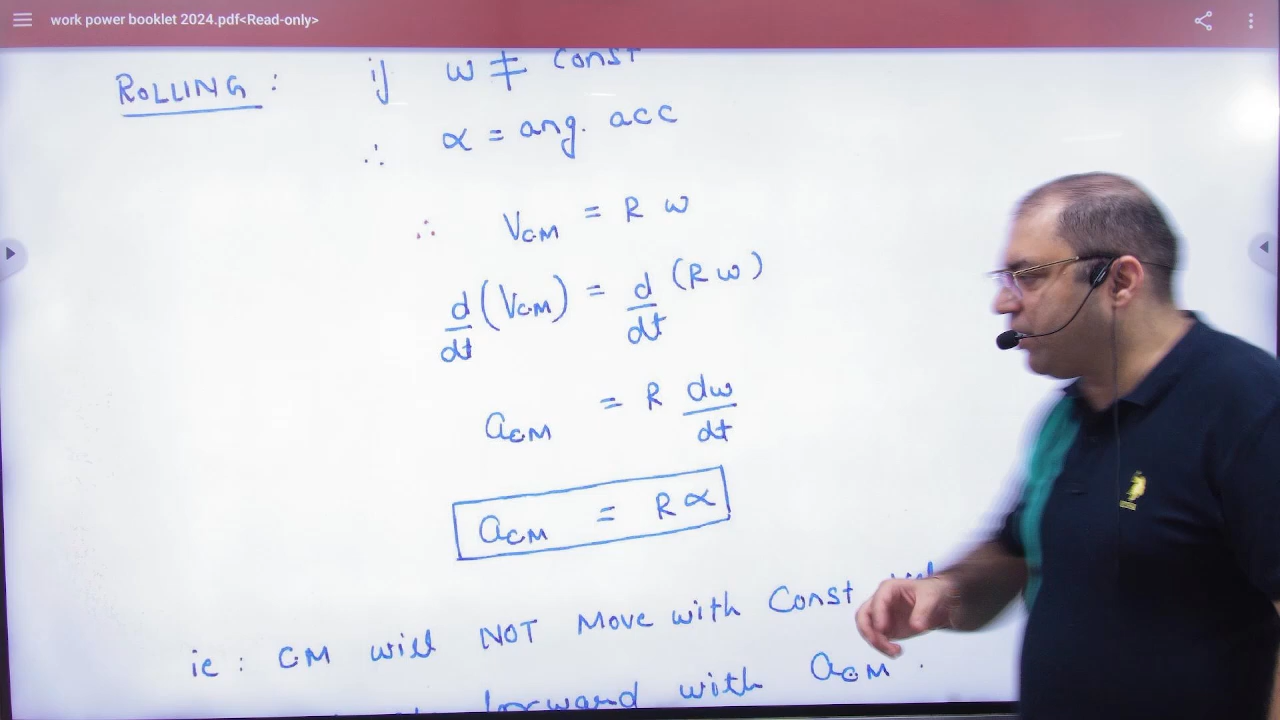 work power booklet 2024.pdf<Read-only>
ROLLING : if ω ≠ const
∴ α = ang. acc
∴ VCM = R ω
d/dt (VCM) = d/dt (R ω)
aCM = R dω/dt
aCM = R α
ie : CM will NOT Move with Const
forward with aCM .